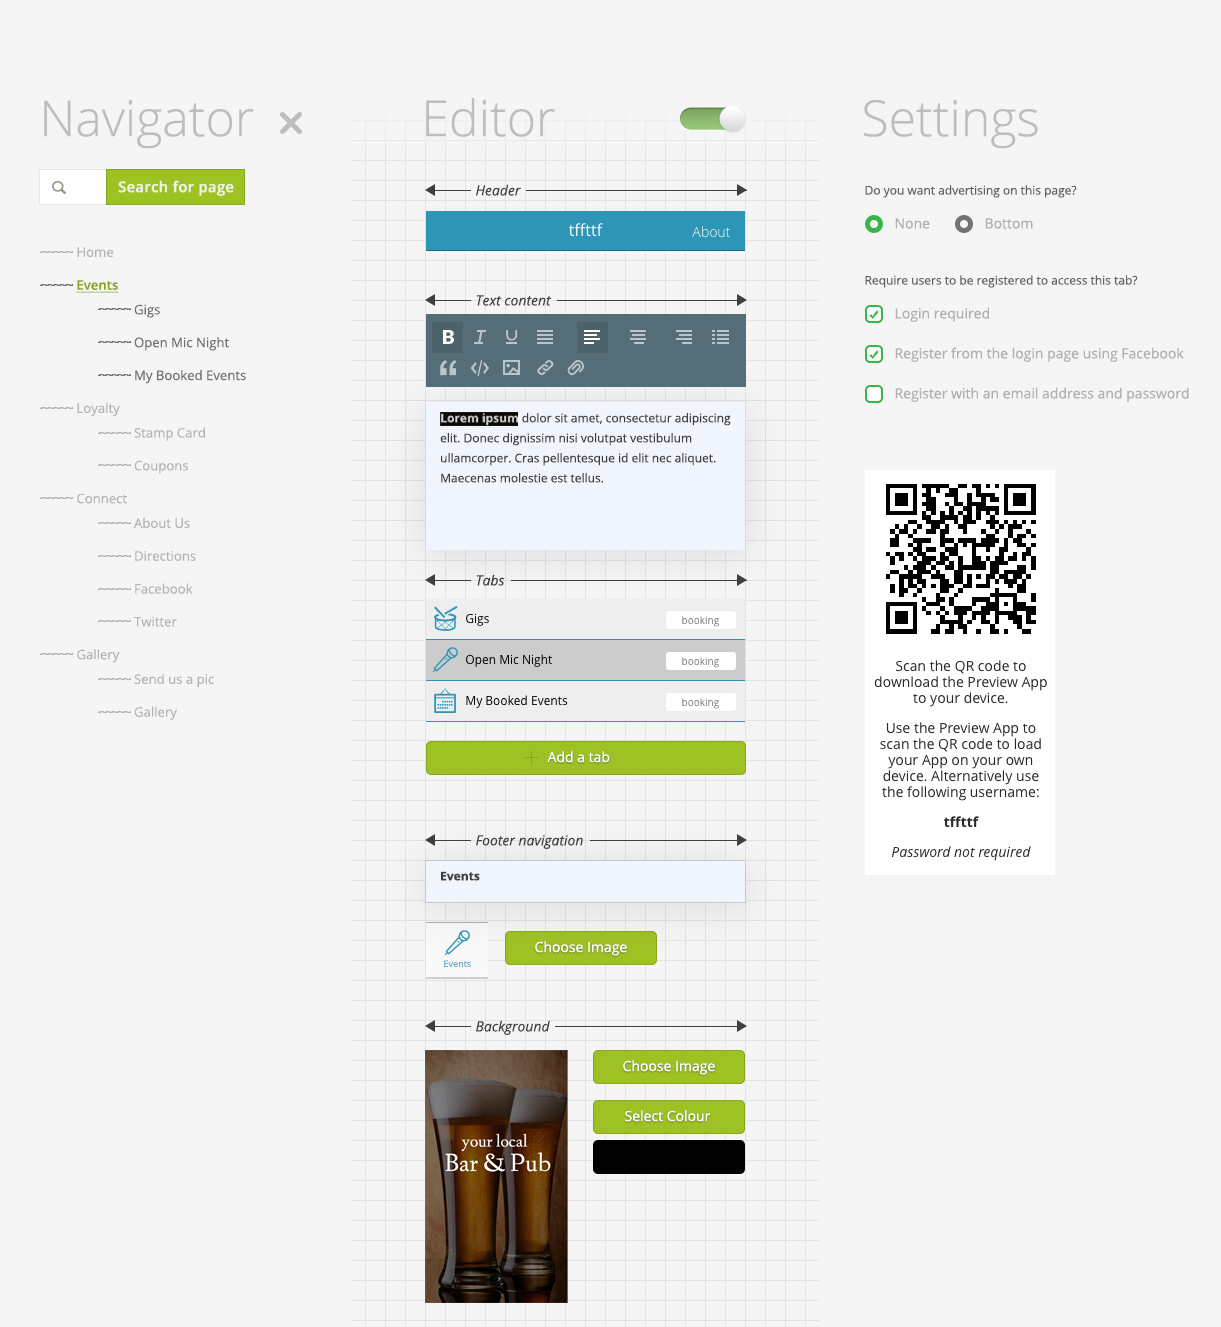 Navigator
Search for page
Home
Events
Gigs
Open Mic Night
My Booked Events
Loyalty
Stamp Card
Coupons
Connect
About Us
Directions
Facebook
Twitter
Gallery
Send us a pic
Gallery
Editor
Header
tffttf
About
Text content
B I U
Lorem ipsum dolor sit amet, consectetur adipiscing
elit. Donec dignissim nisi volutpat vestibulum
ullamcorper. Cras pellentesque id elit nec aliquet.
Maecenas molestie est tellus.
Tabs
Gigs booking
Open Mic Night booking
My Booked Events booking
Add a tab
Footer navigation
Events
Events
Choose Image
Background
your local
Bar & Pub
Choose Image
Select Colour
Settings
Do you want advertising on this page?
None Bottom
Require users to be registered to access this tab?
Login required
Register from the login page using Facebook
Register with an email address and password
Scan the QR code to
download the Preview App
to your device.
Use the Preview App to
scan the QR code to load
your App on your own
device. Alternatively use
the following username:
tffttf
Password not required